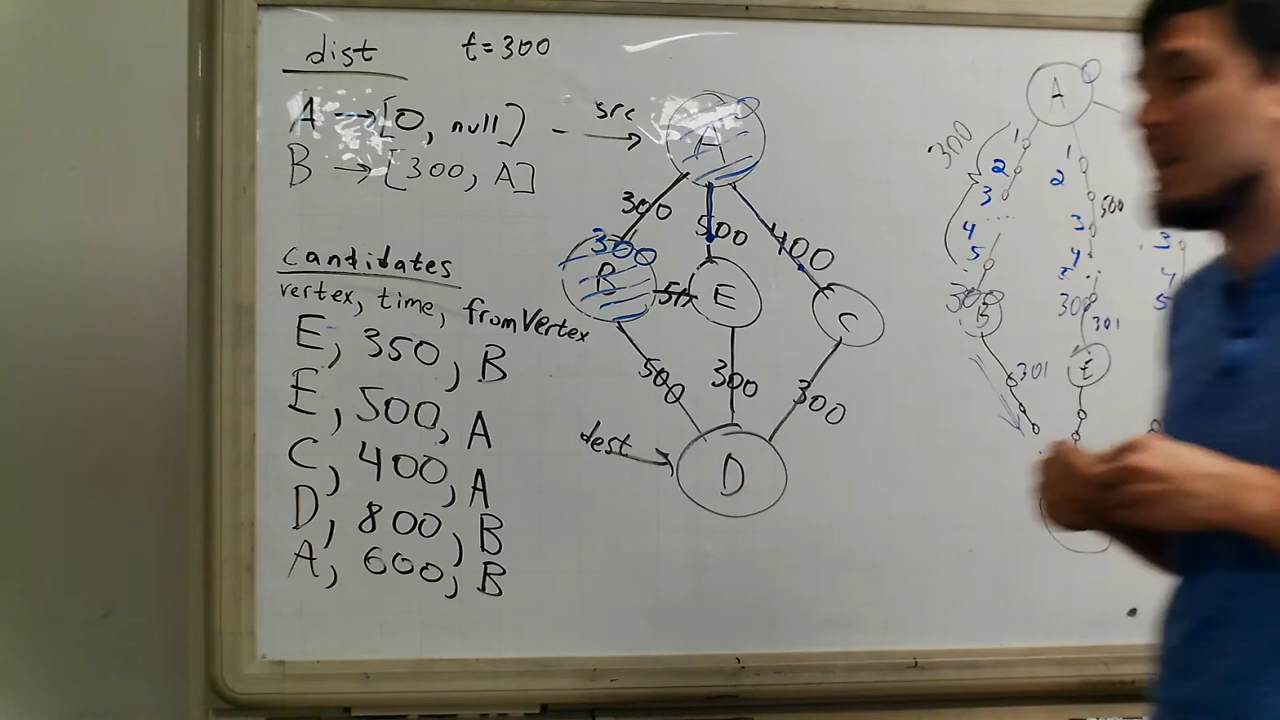 dist
t=300
A →[0, null]
B →[300, A]
candidates
vertex, time, fromVertex
E, 350, B
E, 500, A
C, 400, A
D, 800, B
A, 600, B
src
A
300
500
400
300
B
50
E
C
500
300
300
dest
D
A
300
1
2
3
4
5
300
B
301
1
2
500
3
4
5
300
301
E
3
4
5